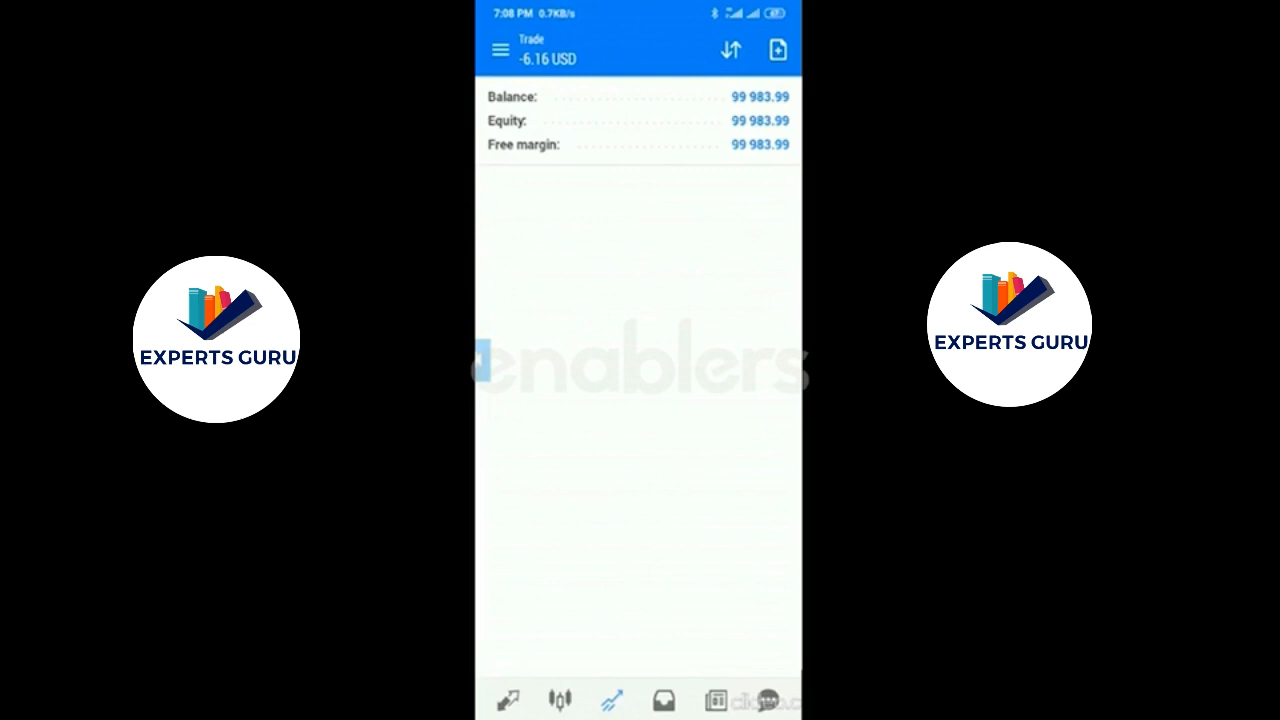 7:08 PM 0.7KB/s
Trade
-6.16 USD
Balance: 99 983.99
Equity: 99 983.99
Free margin: 99 983.99
EXPERTS GURU
EXPERTS GURU
enablers